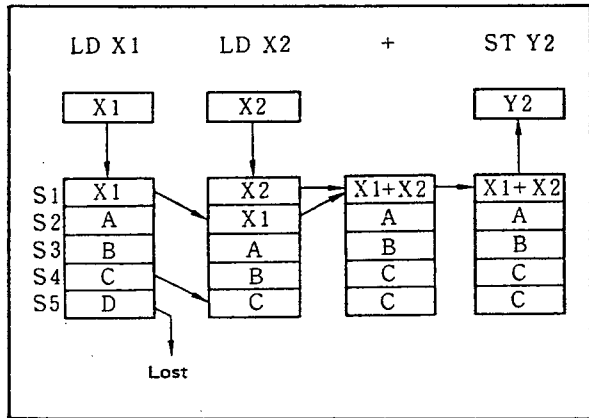 LD X1 LD X2 + ST Y2
X1 X2 Y2
S1 X1 X2 X1+X2 X1+X2
S2 A X1 A A
S3 B A B B
S4 C B C C
S5 D C C C
Lost